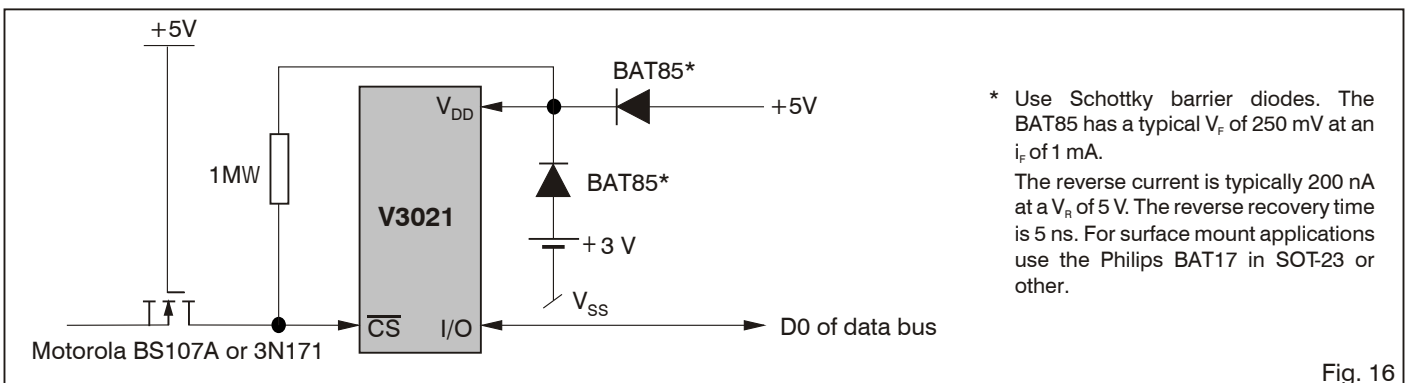 +5V
BAT85*
V_DD
+5V
1MW
BAT85*
V3021
+3 V
V_SS
CS I/O
D0 of data bus
Motorola BS107A or 3N171
* Use Schottky barrier diodes. The
BAT85 has a typical V_F of 250 mV at an
i_F of 1 mA.
The reverse current is typically 200 nA
at a V_R of 5 V. The reverse recovery time
is 5 ns. For surface mount applications
use the Philips BAT17 in SOT-23 or
other.
Fig. 16